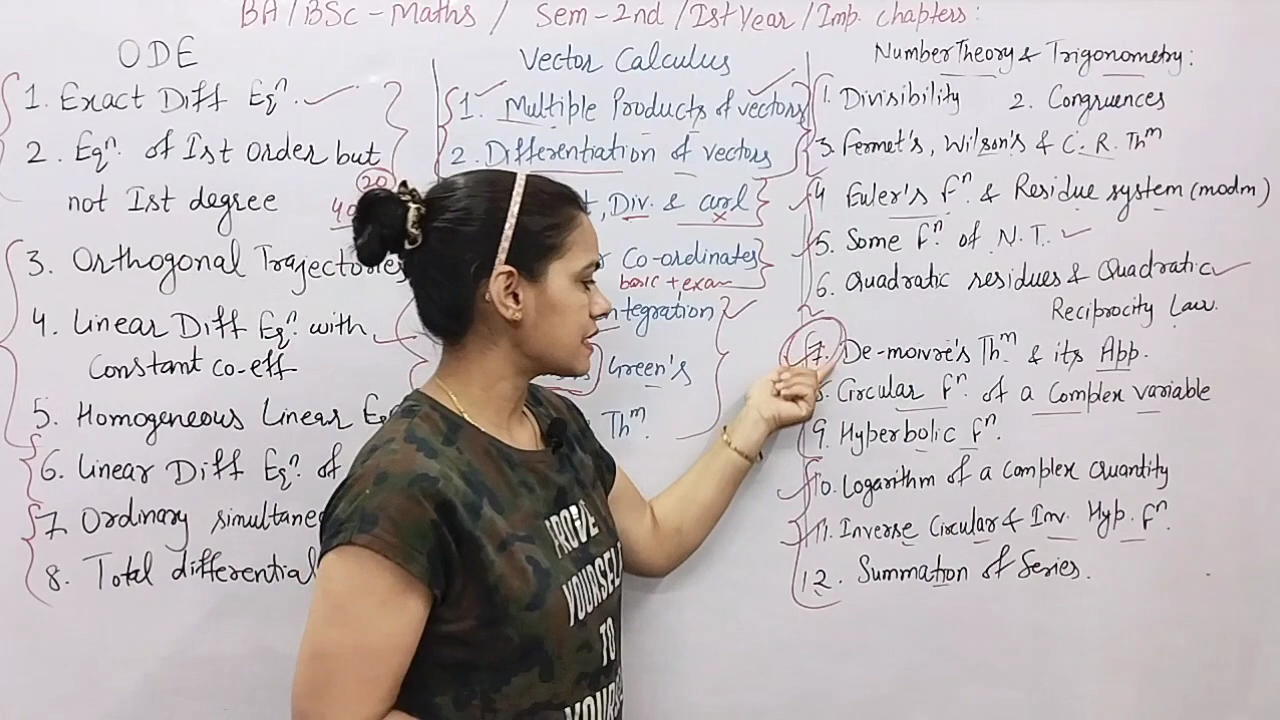 BA/BSc-Maths / Sem-2nd /Ist Year/Imp. chapters:
ODE
1. Exact Diff Eqⁿ.
2. Eqⁿ. of Ist order but
not Ist degree
20
3. Orthogonal Trajectories
4. Linear Diff Eqⁿ. with
Constant co-eff
5. Homogeneous Linear
6. Linear Diff Eqⁿ. of
7. Ordinary
8. Total differential
Vector Calculus
1. Multiple Products of vectors
2. Differentiation of vectors
, Div. & curl
Co-ordinates
basic + exam
Integration
Green's
Thᵐ.
Number Theory & Trigonometry:
1. Divisibility 2. Congruences
3. Fermet's, Wilson's & C. R. Thᵐ
4 Euler's fⁿ. & Residue system (modm)
5. Some fⁿ. of N.T.
6. Quadratic residues & Quadratic
Reciprocity Law.
7. De-moivre's Thᵐ & its App.
8. Circular fⁿ. of a Complex variable
9. Hyperbolic fⁿ.
10. Logarithm of a complex quantity
11. Inverse Circular & Inv. Hyp. fⁿ.
12. Summation of Series.
PROVE
YOURSELF
TO